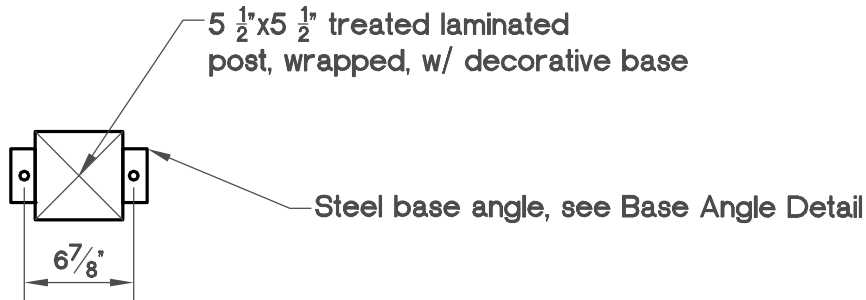 5 1/2"x5 1/2" treated laminated
post, wrapped, w/ decorative base
Steel base angle, see Base Angle Detail
6 7/8"